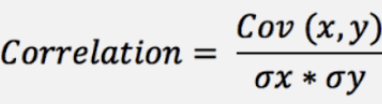 Correlation = Cov (x,y)
σx * σy